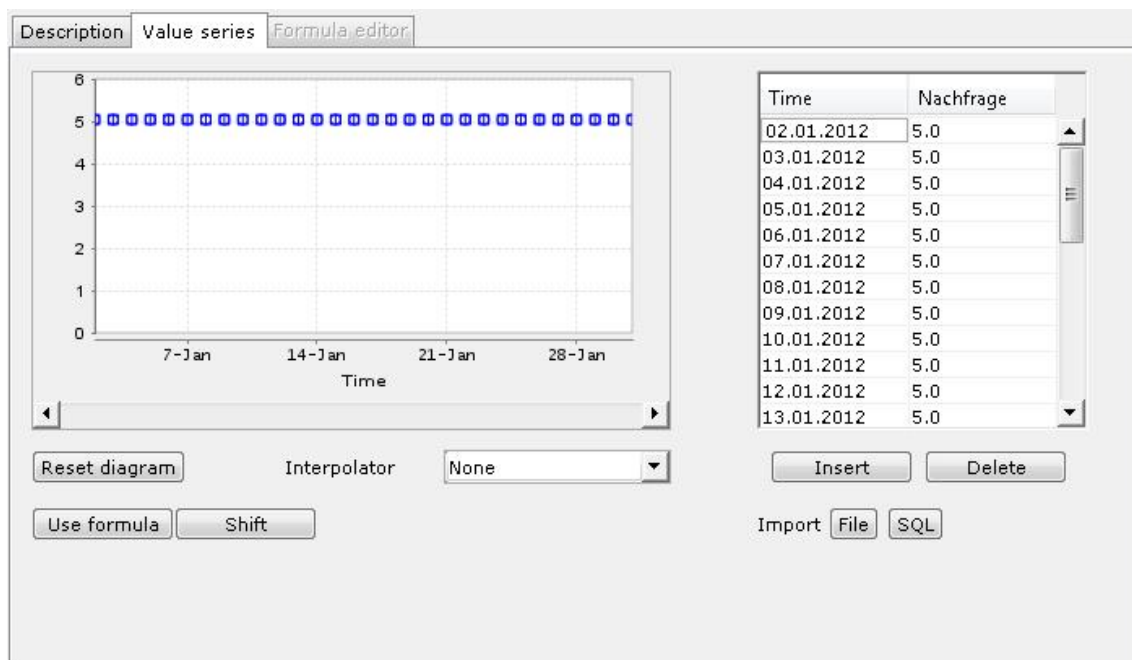 Description Value series Formula editor
6
5
4
3
2
1
0
7-Jan 14-Jan 21-Jan 28-Jan
Time
Time Nachfrage
02.01.2012 5.0
03.01.2012 5.0
04.01.2012 5.0
05.01.2012 5.0
06.01.2012 5.0
07.01.2012 5.0
08.01.2012 5.0
09.01.2012 5.0
10.01.2012 5.0
11.01.2012 5.0
12.01.2012 5.0
13.01.2012 5.0
Reset diagram Interpolator None
Insert Delete
Use formula Shift
Import File SQL